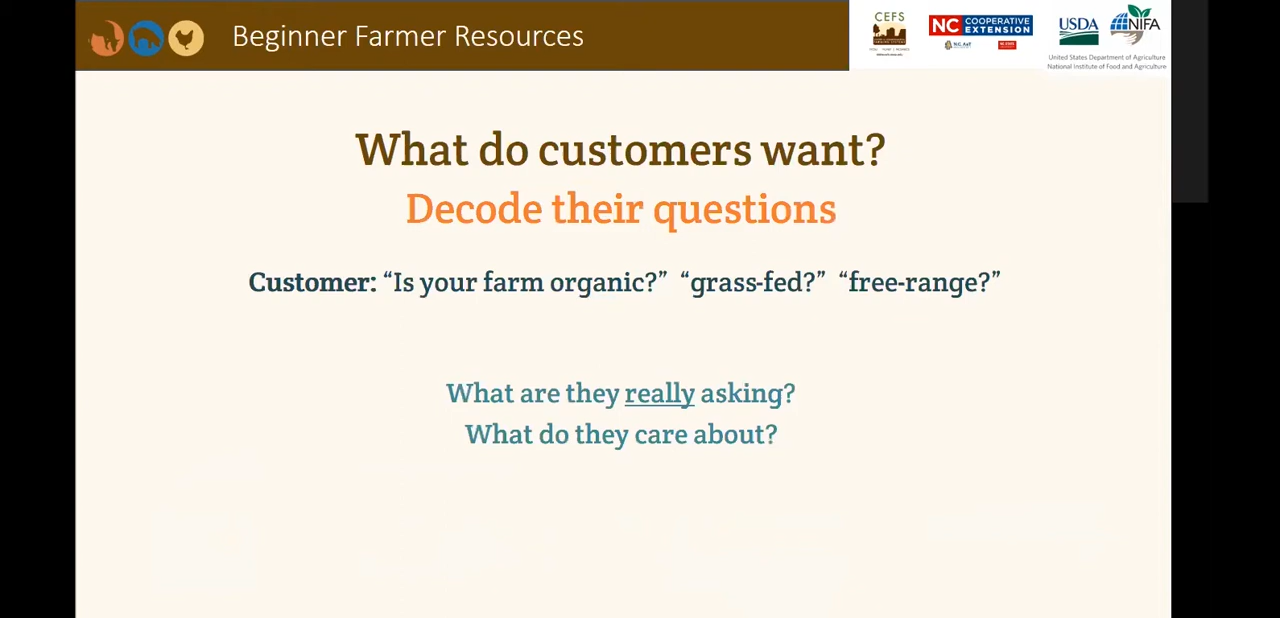 Beginner Farmer Resources
CEFS
NC COOPERATIVE EXTENSION
USDA
NIFA
United States Department of Agriculture
National Institute of Food and Agriculture
What do customers want?
Decode their questions
Customer: “Is your farm organic?” “grass-fed?” “free-range?”
What are they really asking?
What do they care about?